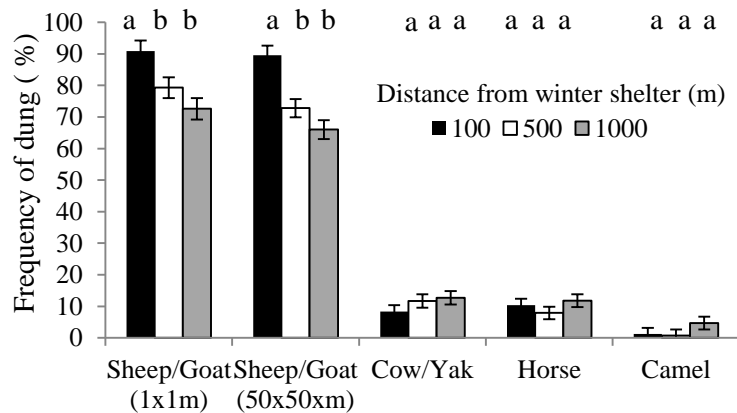 a b b a b b a a a a a a a a a
100
90
80
70
60
50
40
30
20
10
0
Frequency of dung ( %)
Distance from winter shelter (m)
100 500 1000
Sheep/Goat Sheep/Goat Cow/Yak Horse Camel
(1x1m) (50x50xm)